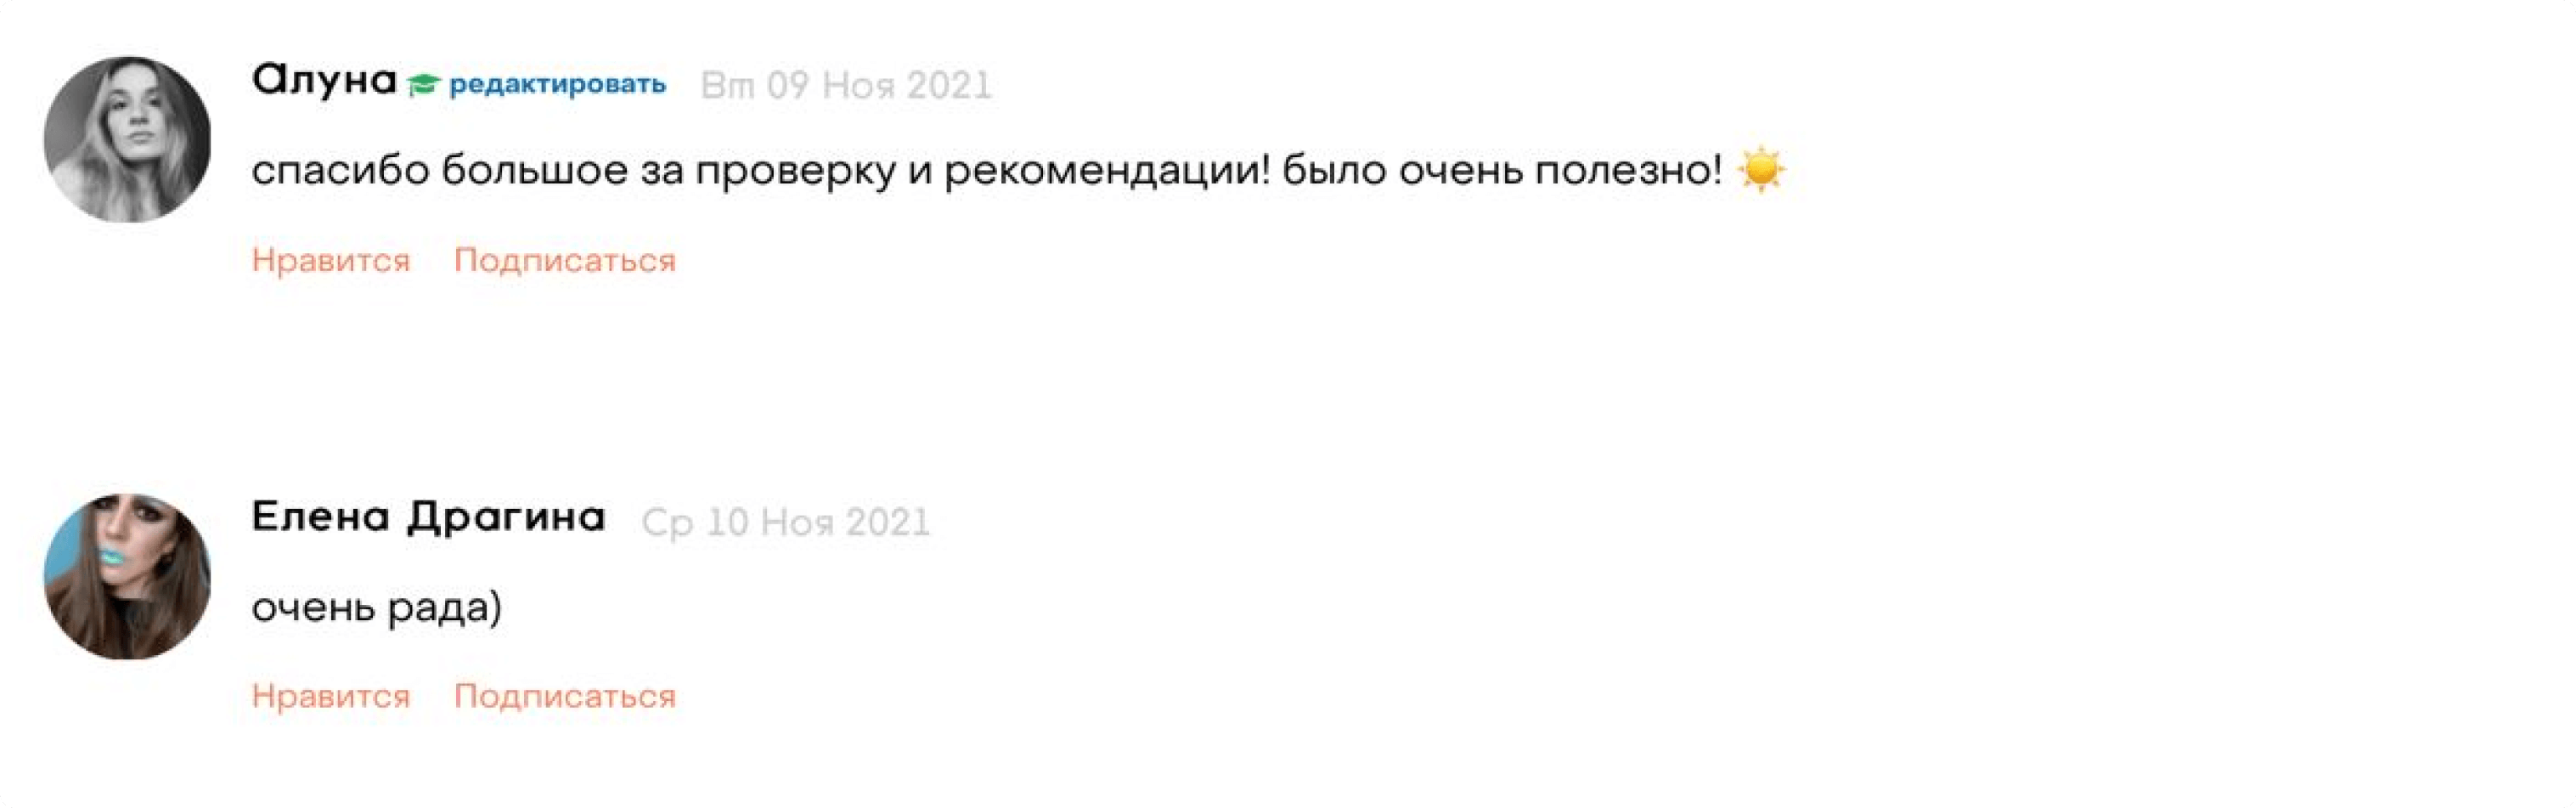 Алуна редактировать Вт 09 Ноя 2021
спасибо большое за проверку и рекомендации! было очень полезно! ☀️
Нравится Подписаться
Елена Драгина Ср 10 Ноя 2021
очень рада)
Нравится Подписаться